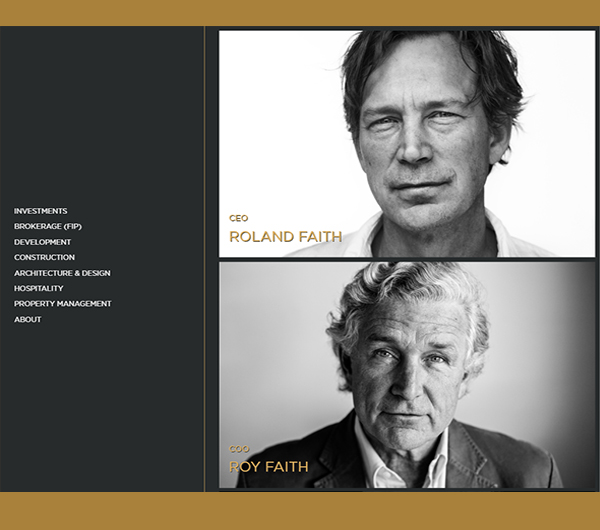 INVESTMENTS
BROKERAGE (FIP)
DEVELOPMENT
CONSTRUCTION
ARCHITECTURE & DESIGN
HOSPITALITY
PROPERTY MANAGEMENT
ABOUT
CEO
ROLAND FAITH
COO
ROY FAITH